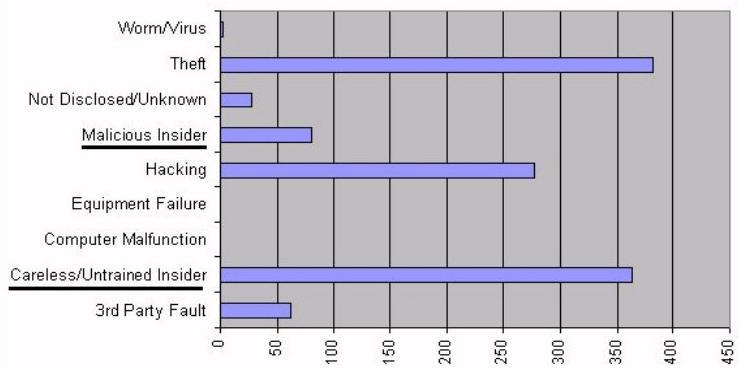 Worm/Virus
Theft
Not Disclosed/Unknown
Malicious Insider
Hacking
Equipment Failure
Computer Malfunction
Careless/Untrained Insider
3rd Party Fault
0 50 100 150 200 250 300 350 400 450